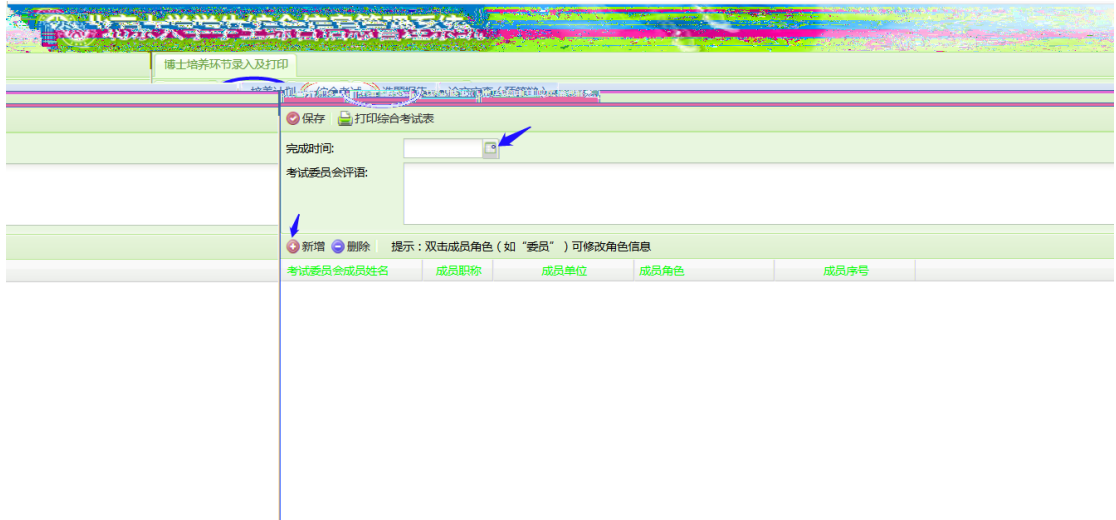 博士培养环节录入及打印
保存 打印综合考试表
完成时间:
考试委员会评语:
新增 删除 提示：双击成员角色（如“委员”）可修改角色信息
考试委员会成员姓名 成员职称 成员单位 成员角色 成员序号